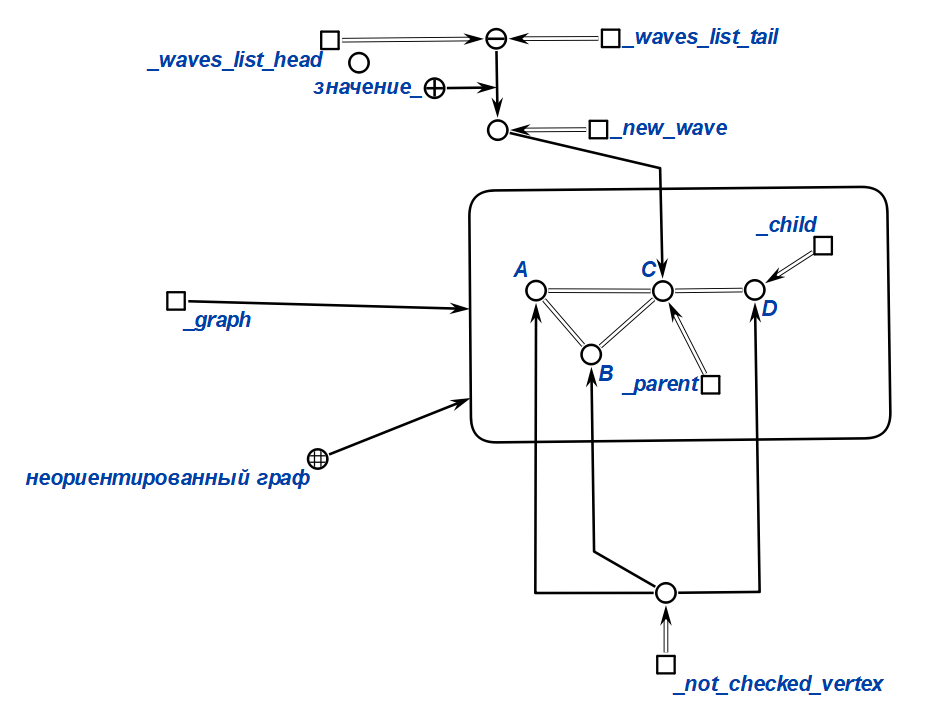 _waves_list_head
_waves_list_tail
значение_
_new_wave
_child
A
C
D
_graph
B
_parent
неориентированный граф
_not_checked_vertex